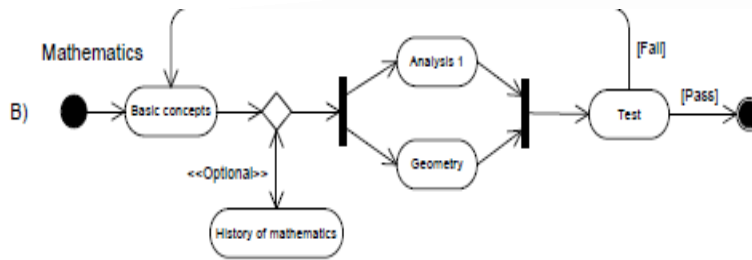 Mathematics
B)
Basic concepts
<<Optional>>
History of mathematics
Analysis 1
Geometry
Test
[Fail]
[Pass]